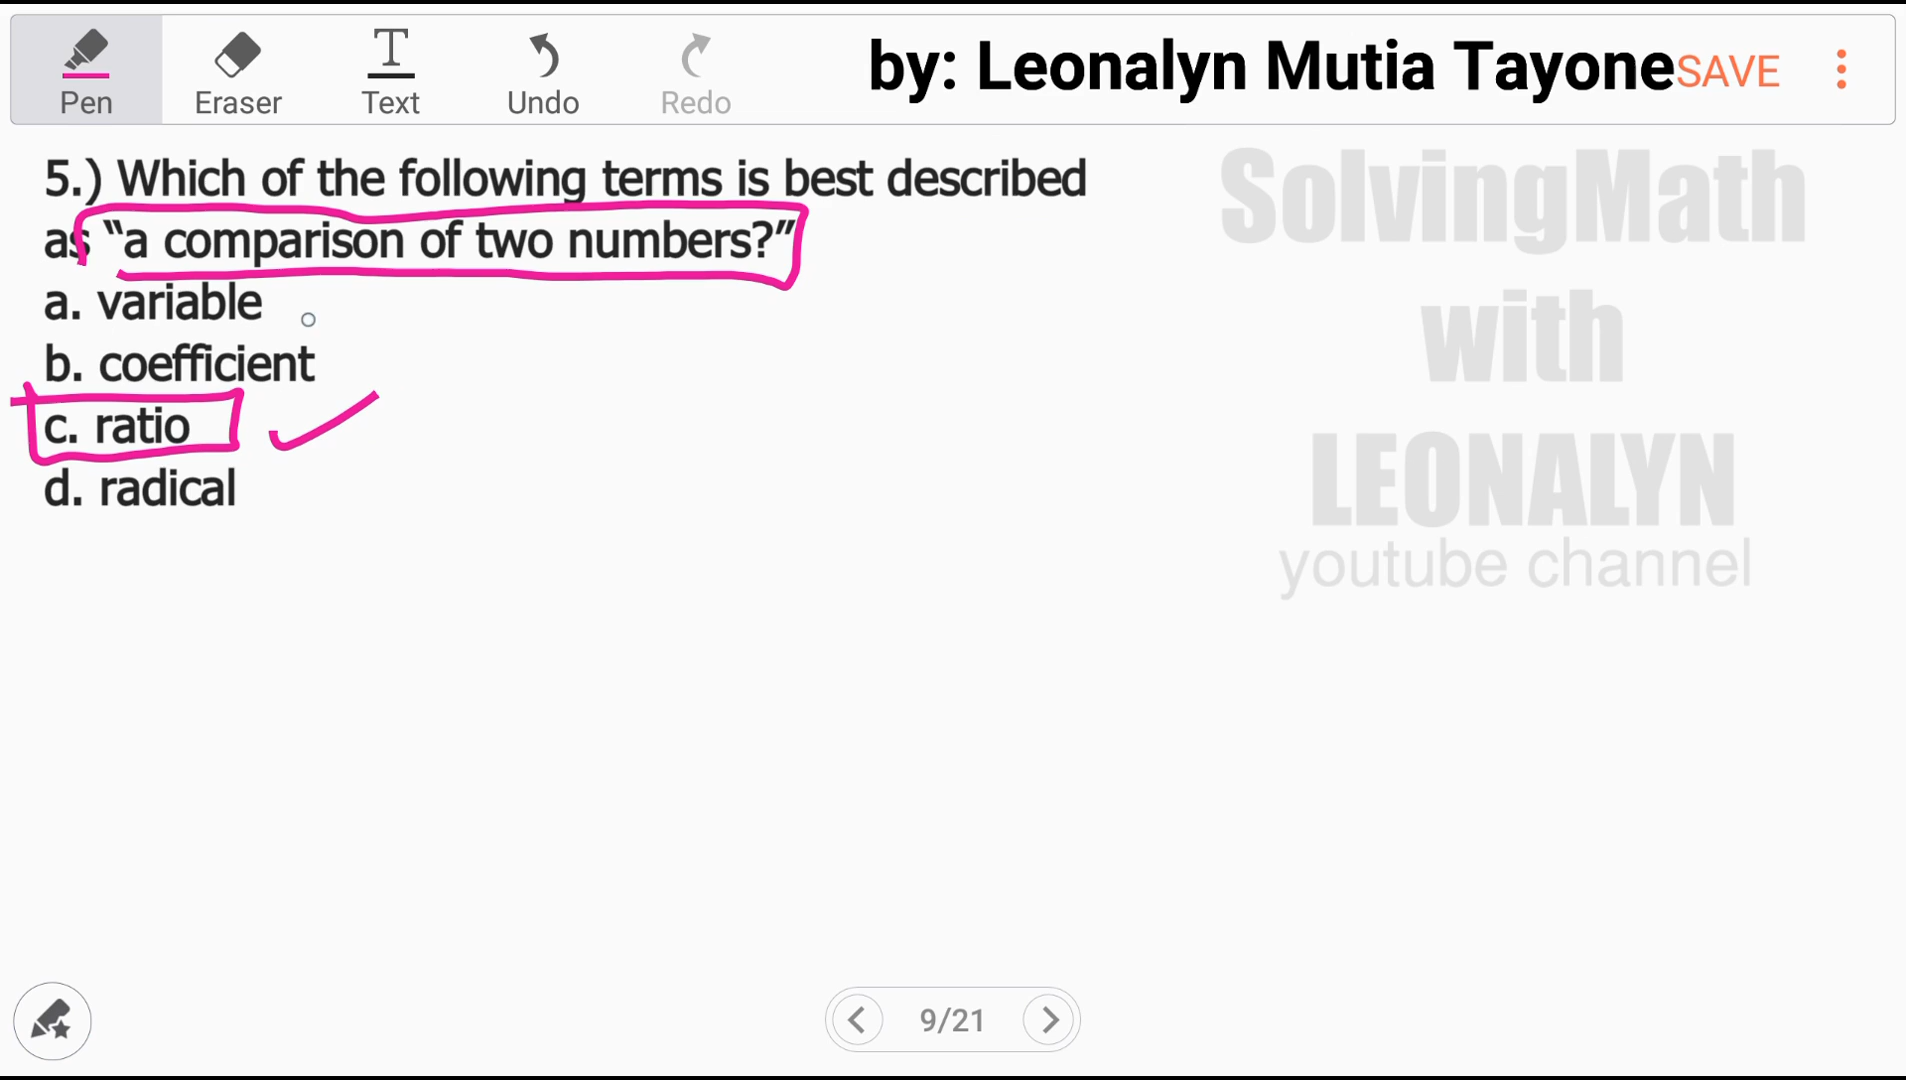 Pen
Eraser
Text
Undo
Redo
by: Leonalyn Mutia Tayone
SAVE
5.) Which of the following terms is best described
as “a comparison of two numbers?”
a. variable
b. coefficient
c. ratio
d. radical
SolvingMath
with
LEONALYN
youtube channel
9/21